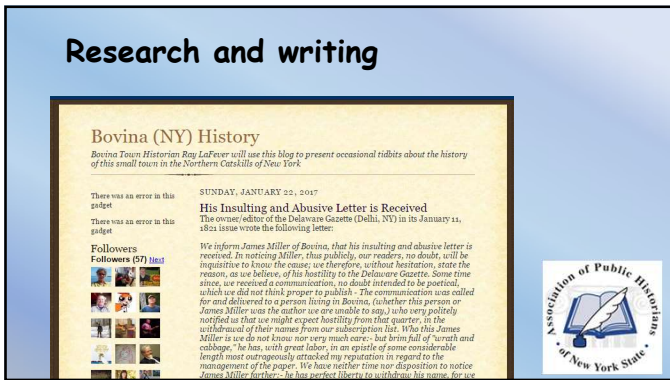 Research and writing
Bovina (NY) History
Bovina Town Historian Ray LaFever will use this blog to present occasional tidbits about the history
of this small town in the Northern Catskills of New York
There was an error in this
gadget
There was an error in this
gadget
Followers
Followers (57) Next
SUNDAY, JANUARY 22, 2017
His Insulting and Abusive Letter is Received
The owner/editor of the Delaware Gazette (Delhi, NY) in its January 11,
1821 issue wrote the following letter:
We inform James Miller of Bovina, that his insulting and abusive letter is
received. In noticing Miller, thus publicly, our readers, no doubt, will be
inquisitive to know the cause; we therefore, without hesitation, state the
reason, as we believe, of his hostility to the Delaware Gazette. Some time
since, we received a communication, no doubt intended to be poetical,
which we did not think proper to publish - The communication was called
for and delivered to a person living in Bovina, (whether this person or
James Miller was the author we are unable to say,) who very politely
notified us that we might expect hostility from that quarter, in the
withdrawal of their names from our subscription list. Who this James
Miller is we do not know nor very much care:- but brim full of "wrath and
cabbage," he has, with great labor, in an epistle of some considerable
length most outrageously attacked my reputation in regard to the
management of the paper. We have neither time nor disposition to notice
James Miller farther:- he has perfect liberty to withdraw his name, for we
Association of Public Historians
of New York State